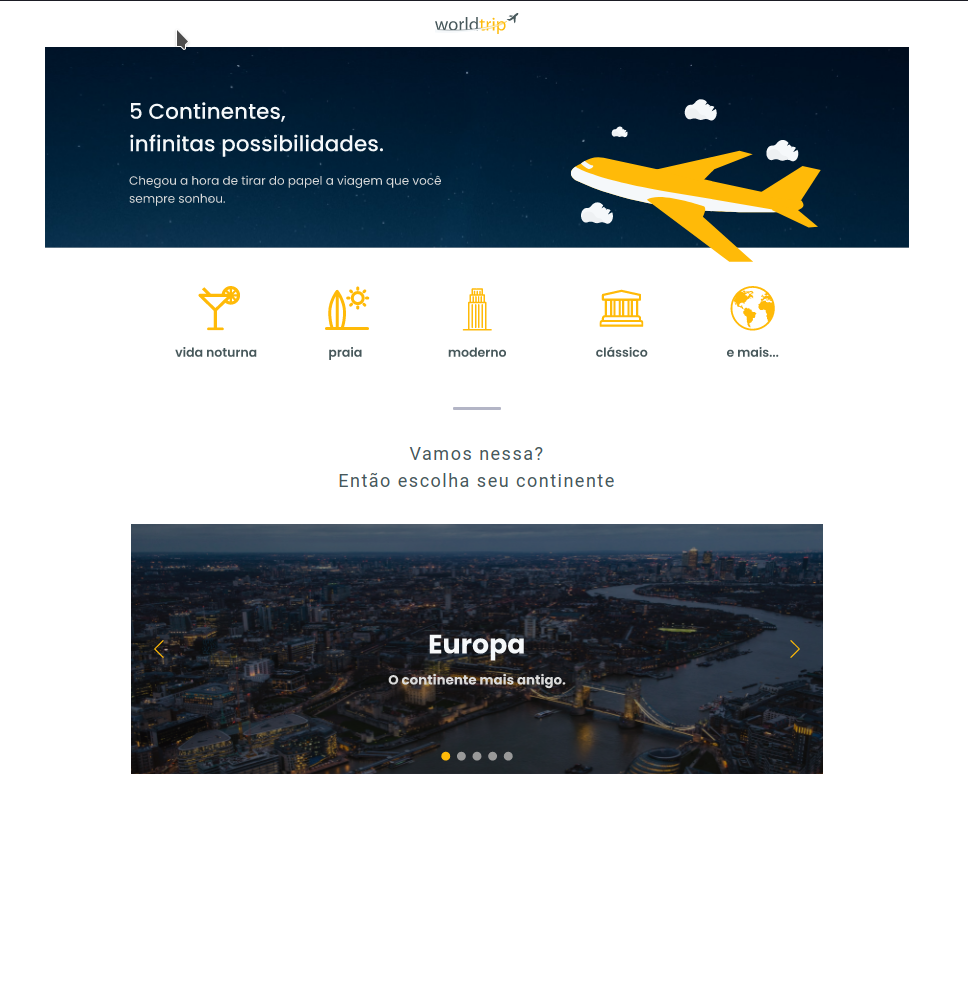 worldtrip
5 Continentes,
infinitas possibilidades.
Chegou a hora de tirar do papel a viagem que você
sempre sonhou.
vida noturna
praia
moderno
clássico
e mais...
Vamos nessa?
Então escolha seu continente
Europa
O continente mais antigo.